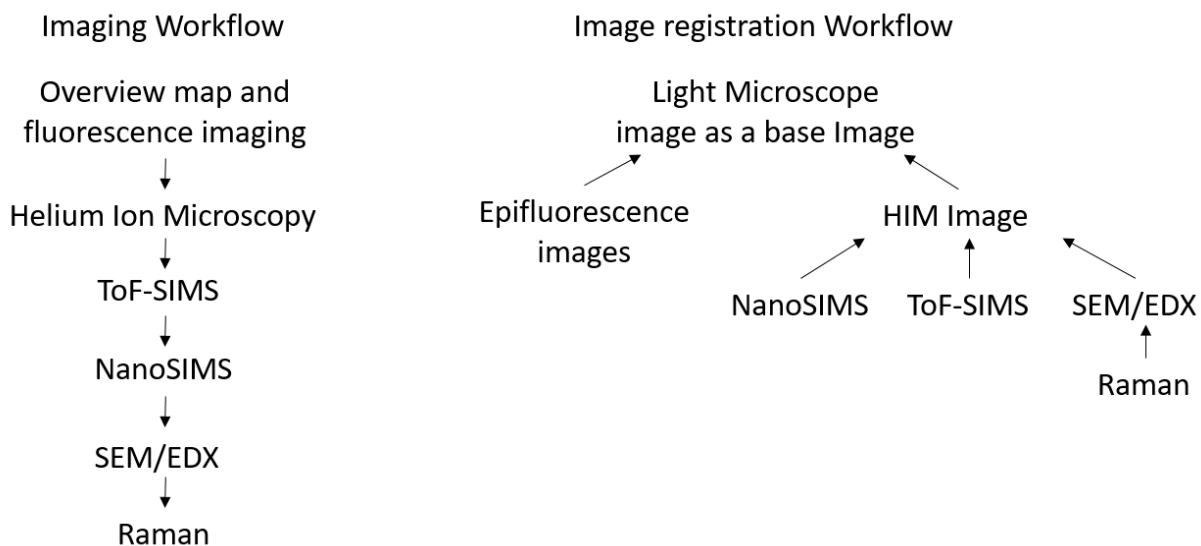 Imaging Workflow
Overview map and
fluorescence imaging
Helium Ion Microscopy
ToF-SIMS
NanoSIMS
SEM/EDX
Raman
Image registration Workflow
Light Microscope
image as a base Image
Epifluorescence
images
HIM Image
NanoSIMS
ToF-SIMS
SEM/EDX
Raman